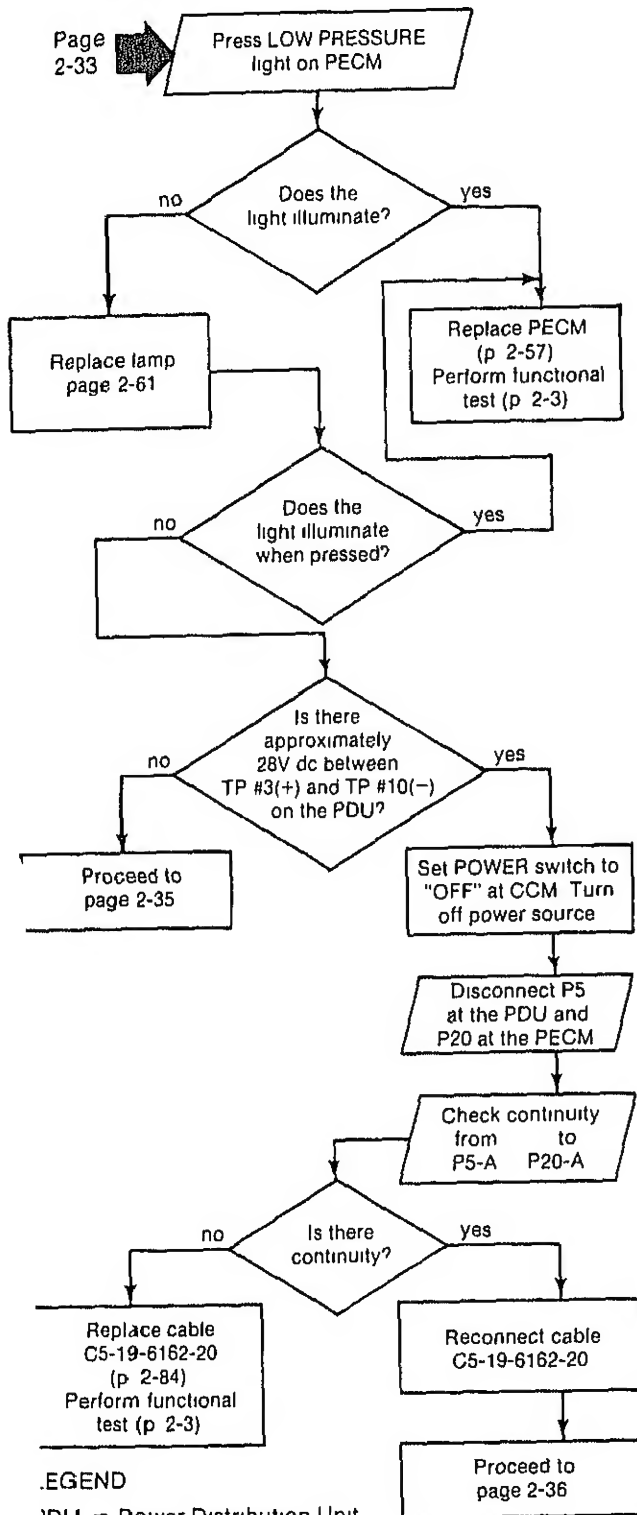 Page
2-33
Press LOW PRESSURE
light on PECM
Does the
light illuminate?
no
yes
Replace lamp
page 2-61
Replace PECM
(p 2-57)
Perform functional
test (p 2-3)
Does the
light illuminate
when pressed?
no
yes
Is there
approximately
28V dc between
TP #3(+) and TP #10(−)
on the PDU?
no
yes
Proceed to
page 2-35
Set POWER switch to
"OFF" at CCM Turn
off power source
Disconnect P5
at the PDU and
P20 at the PECM
Check continuity
from to
P5-A P20-A
Is there
continuity?
no
yes
Replace cable
C5-19-6162-20
(p 2-84)
Perform functional
test (p 2-3)
Reconnect cable
C5-19-6162-20
Proceed to
page 2-36
.EGEND
= Power Distribution Unit